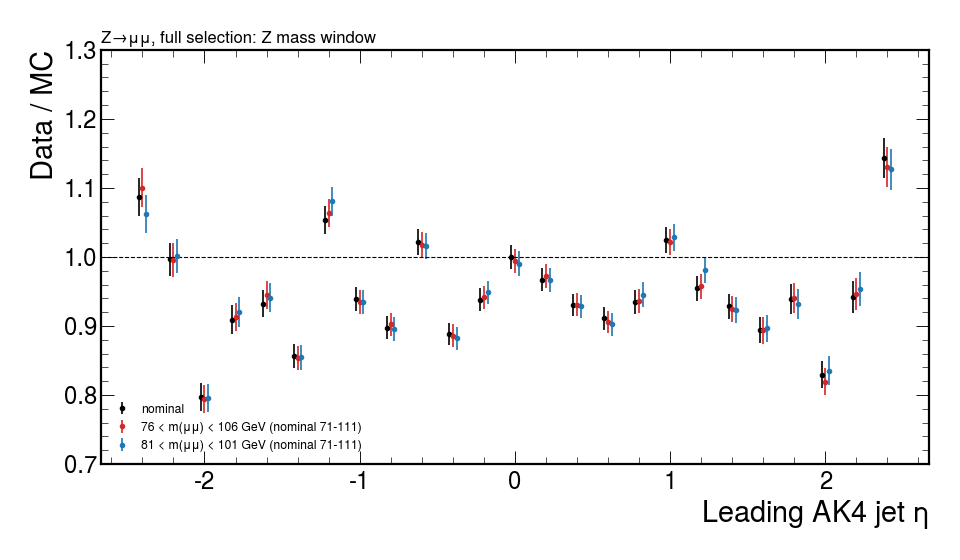 Z→μμ, full selection: Z mass window
Data / MC
1.3
1.2
1.1
1.0
0.9
0.8
0.7
nominal
76 < m(μμ) < 106 GeV (nominal 71-111)
81 < m(μμ) < 101 GeV (nominal 71-111)
-2 -1 0 1 2
Leading AK4 jet η